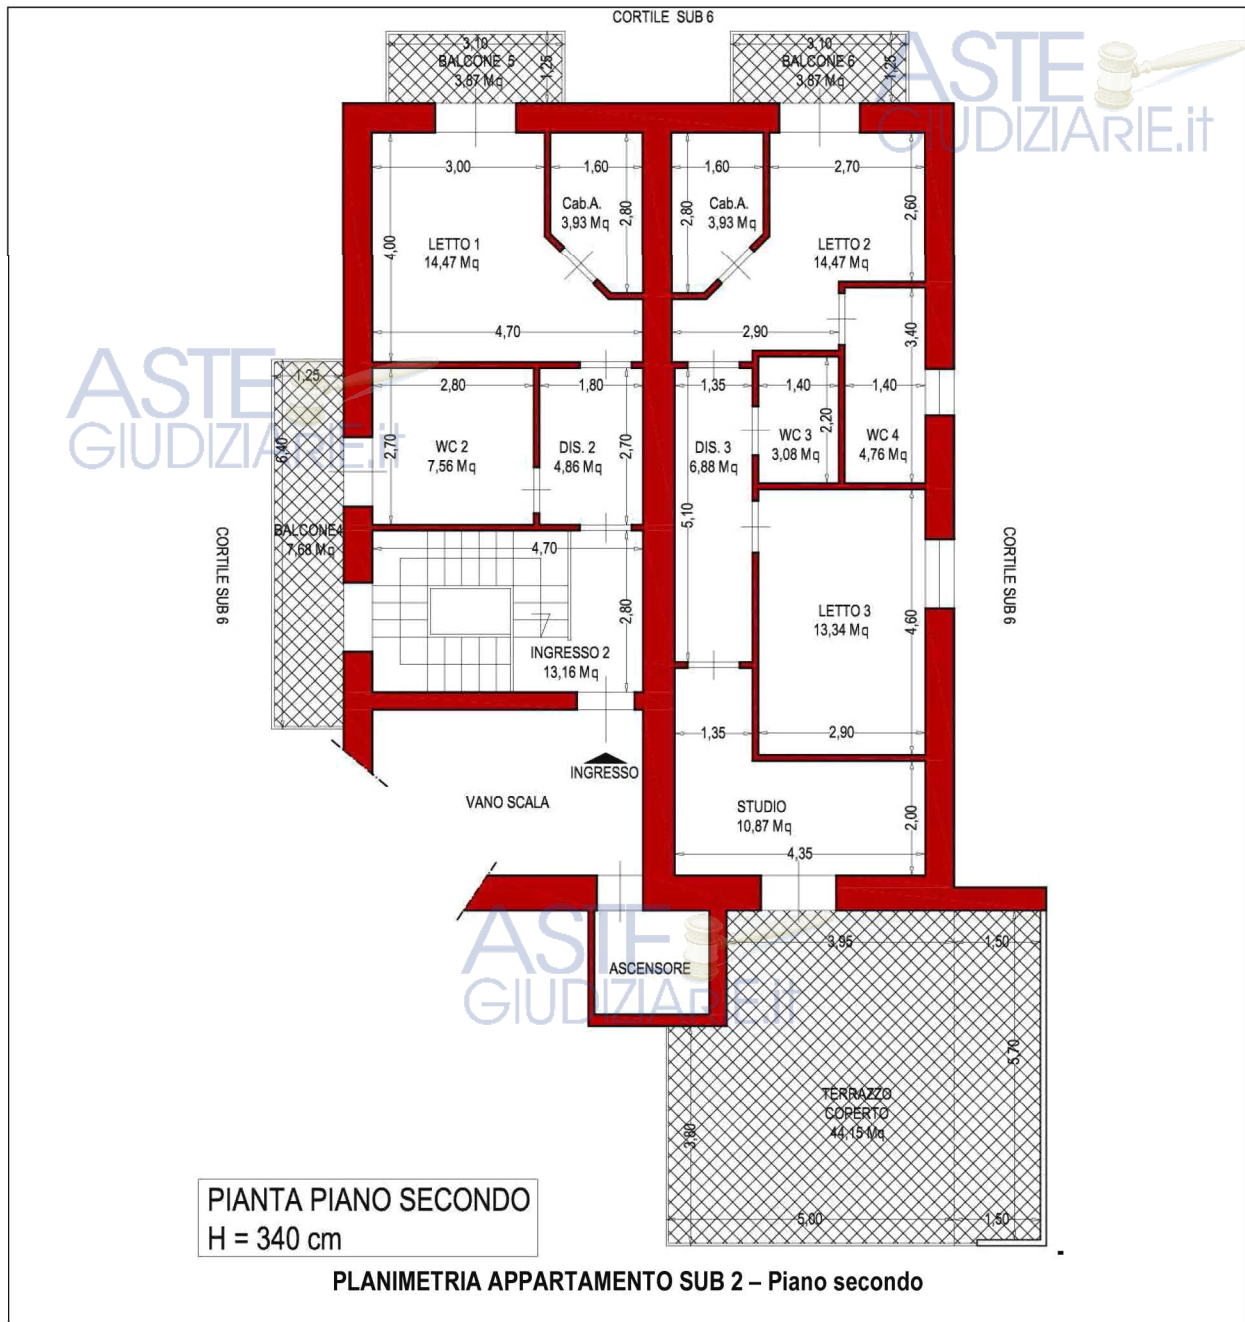 CORTILE SUB 6
3,10
BALCONE 5
3,87 Mq
1,25
3,10
BALCONE 6
3,87 Mq
1,25
ASTE
GIUDIZIARIE.it
3,00
1,60
1,60
2,70
Cab.A.
3,93 Mq
2,80
2,80
Cab.A.
3,93 Mq
2,60
4,00
LETTO 1
14,47 Mq
LETTO 2
14,47 Mq
4,70
2,90
3,40
ASTE
GIUDIZIARIE.it
1,25
6,40
2,80
1,80
1,35
1,40
1,40
2,70
WC 2
7,56 Mq
DIS. 2
4,86 Mq
2,70
DIS. 3
6,88 Mq
WC 3
3,08 Mq
2,20
WC 4
4,76 Mq
5,10
CORTILE SUB 6
BALCONE4
7,68 Mq
4,70
2,80
INGRESSO 2
13,16 Mq
LETTO 3
13,34 Mq
4,60
CORTILE SUB 6
1,35
2,90
INGRESSO
VANO SCALA
STUDIO
10,87 Mq
2,00
4,35
ASTE
GIUDIZIARIE.it
ASCENSORE
3,95
1,50
5,70
TERRAZZO
COPERTO
44,15 Mq
3,80
5,00
1,50
PIANTA PIANO SECONDO
H = 340 cm
PLANIMETRIA APPARTAMENTO SUB 2 – Piano secondo